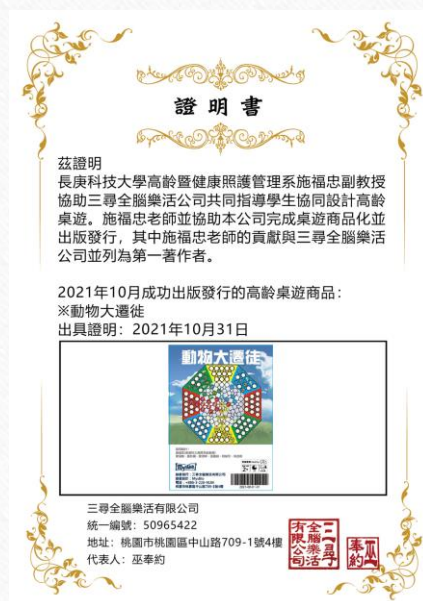 證明書
茲證明
長庚科技大學高齡暨健康照護管理系施福忠副教授
協助三尋全腦樂活公司共同指導學生協同設計高齡
桌遊。施福忠老師並協助本公司完成桌遊商品化並
出版發行，其中施福忠老師的貢獻與三尋全腦樂活
公司並列為第一著作者。
2021年10月成功出版發行的高齡桌遊商品：
※動物大遷徙
出具證明：2021年10月31日
動物大遷徙
三尋全腦樂活有限公司
統一編號：50965422
地址：桃園市桃園區中山路709-1號4樓
代表人：巫奉約
三尋
全腦樂活
有限公司
巫
奉約